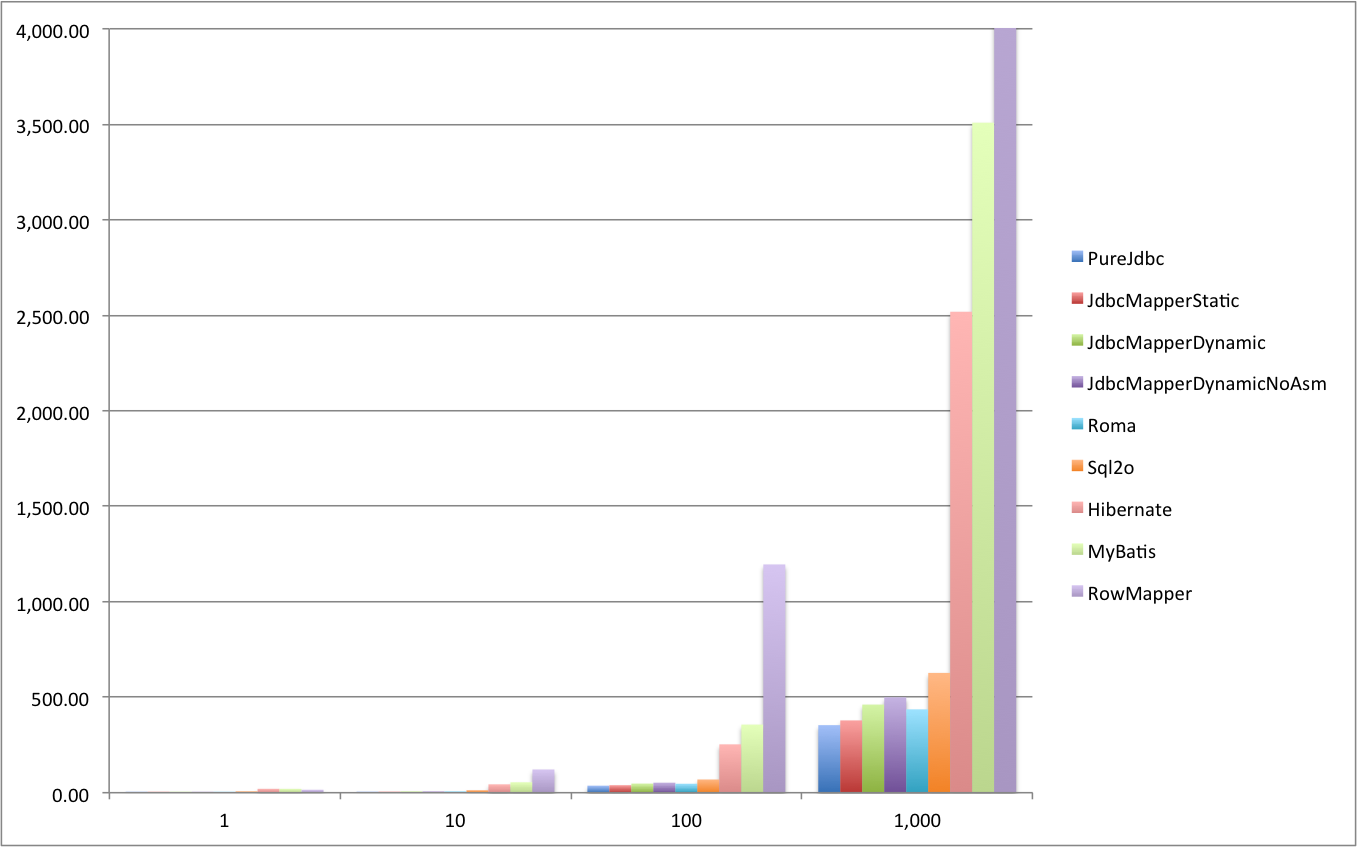 4,000.00
3,500.00
3,000.00
2,500.00
2,000.00
1,500.00
1,000.00
500.00
0.00
1
10
100
1,000
PureJdbc
JdbcMapperStatic
JdbcMapperDynamic
JdbcMapperDynamicNoAsm
Roma
Sql2o
Hibernate
MyBatis
RowMapper